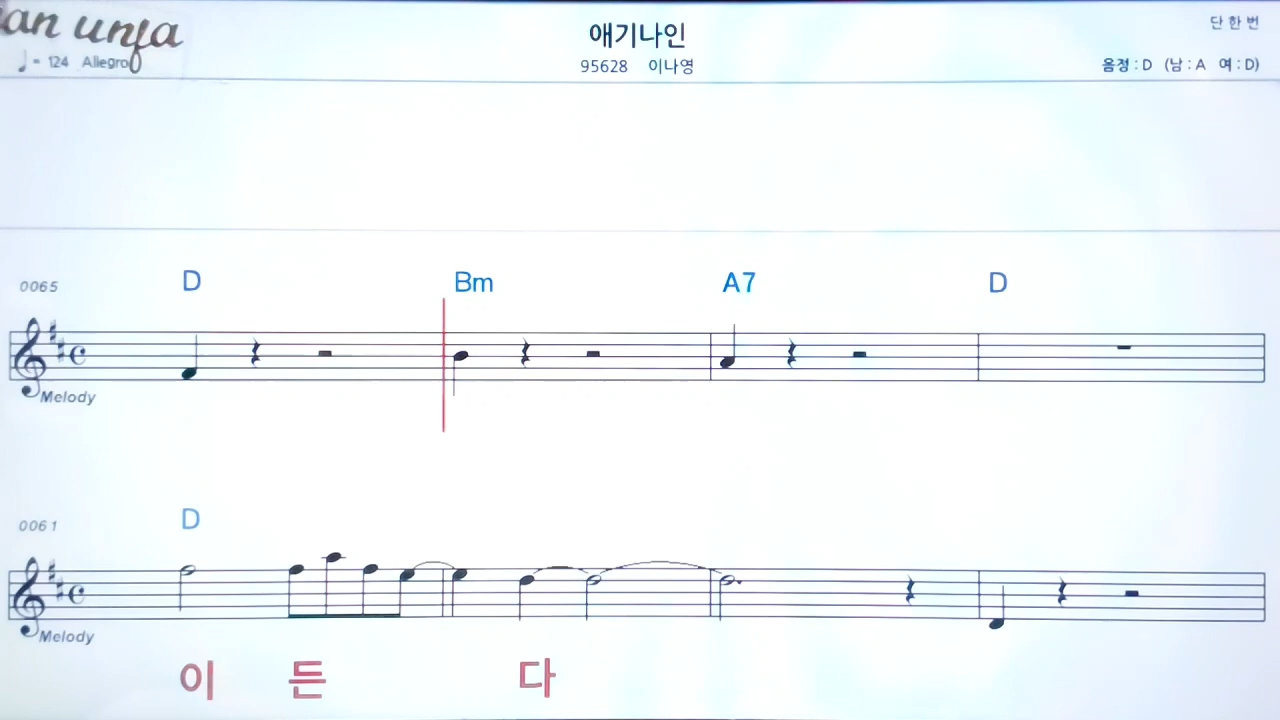 an unfa
♩= 124 Allegro
애기나인
95628 이나영
단한번
음정 : D (남 : A 여 : D)
0065
D Bm A7 D
Melody
0061
D
Melody
이 든 다